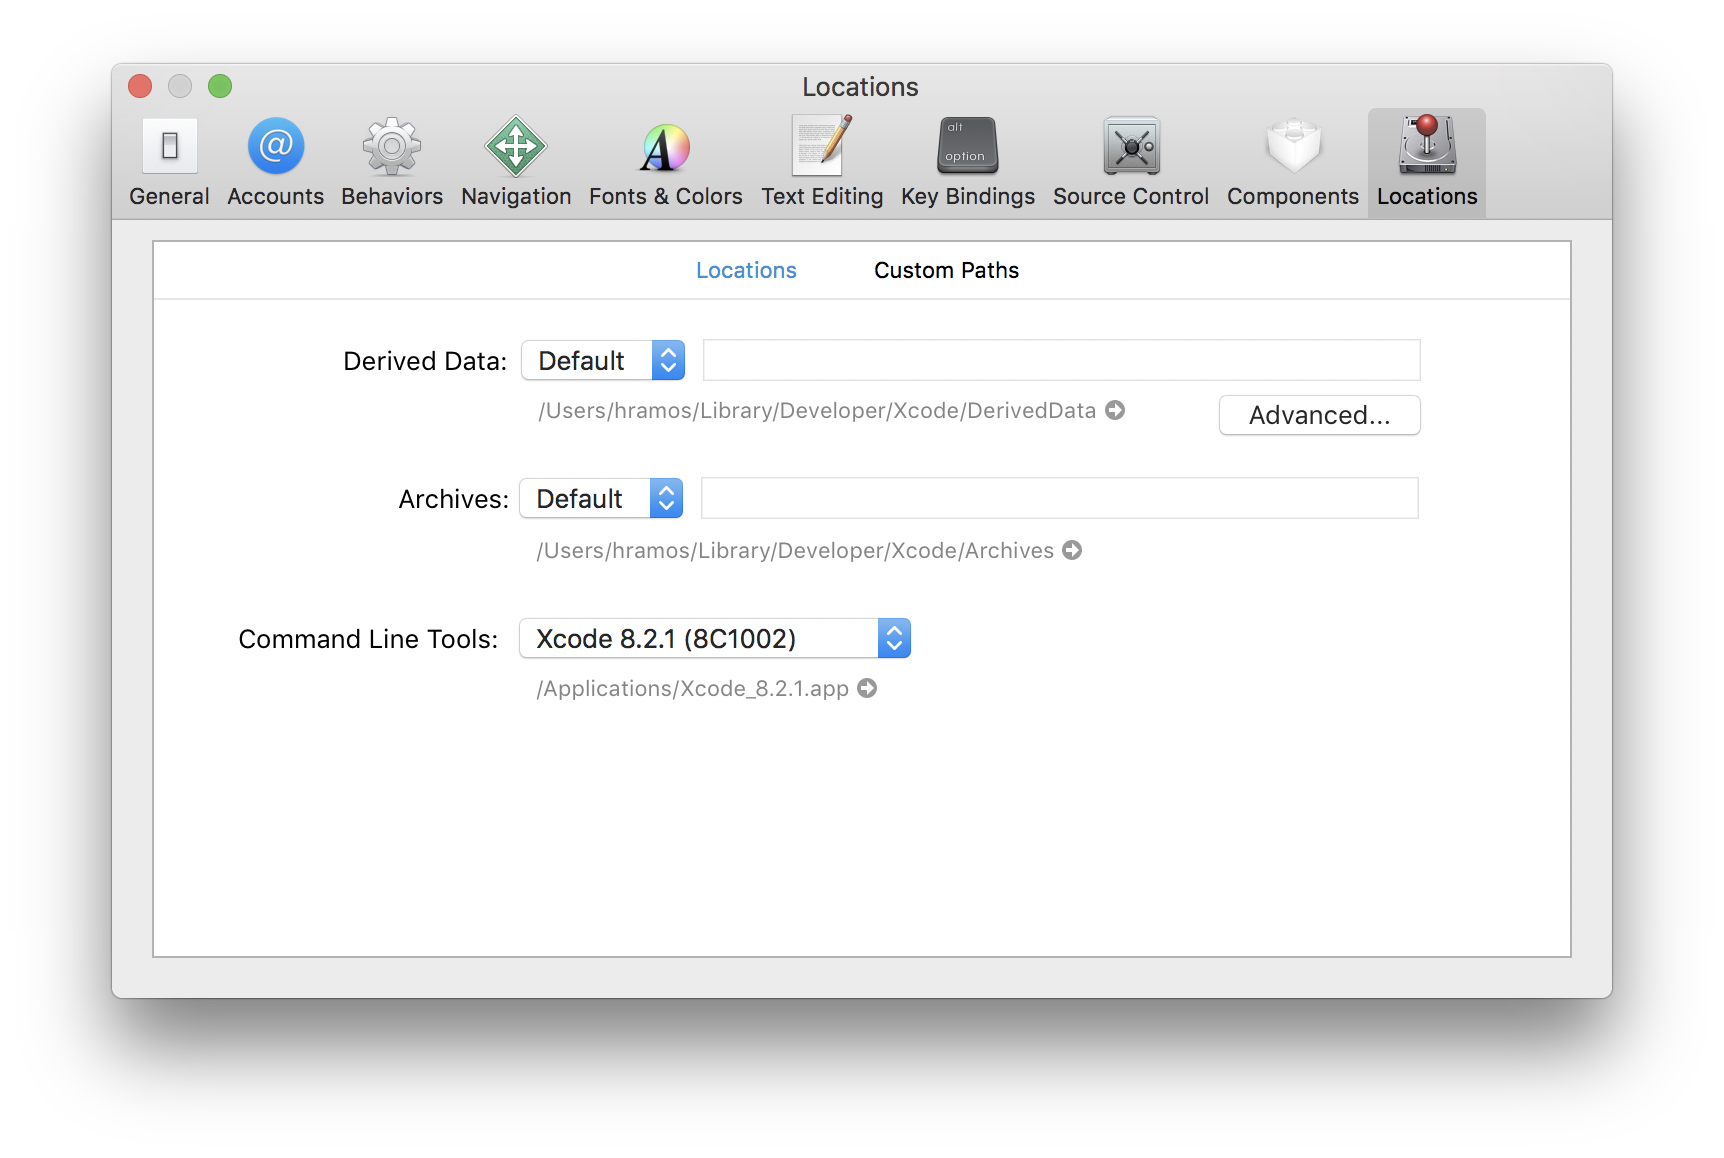 Locations
alt
option
General Accounts Behaviors Navigation Fonts & Colors Text Editing Key Bindings Source Control Components Locations
Locations Custom Paths
Derived Data: Default
/Users/hramos/Library/Developer/Xcode/DerivedData
Advanced...
Archives: Default
/Users/hramos/Library/Developer/Xcode/Archives
Command Line Tools: Xcode 8.2.1 (8C1002)
/Applications/Xcode_8.2.1.app